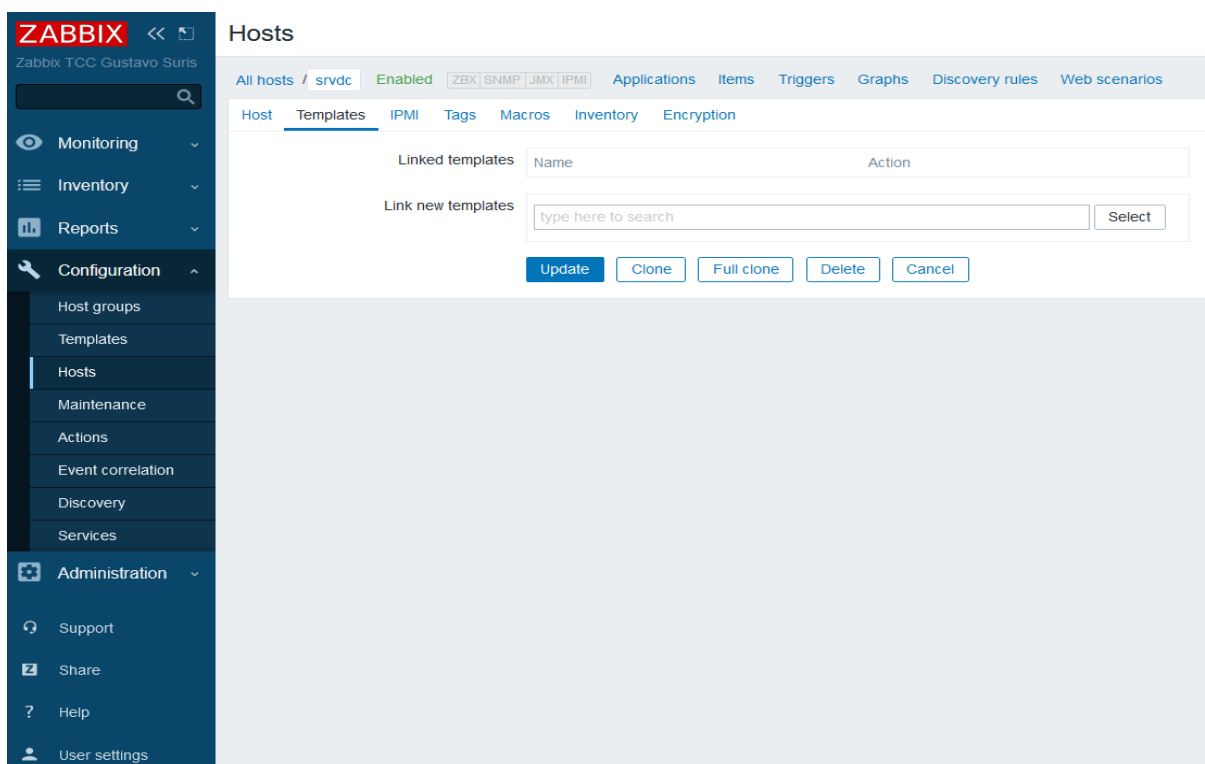 ZABBIX
Zabbix TCC Gustavo Suris
Monitoring
Inventory
Reports
Configuration
Host groups
Templates
Hosts
Maintenance
Actions
Event correlation
Discovery
Services
Administration
Support
Z Share
? Help
User settings
Hosts
All hosts / srvdc Enabled ZBX SNMP JMX IPMI Applications Items Triggers Graphs Discovery rules Web scenarios
Host Templates IPMI Tags Macros Inventory Encryption
Linked templates Name Action
Link new templates type here to search Select
Update Clone Full clone Delete Cancel